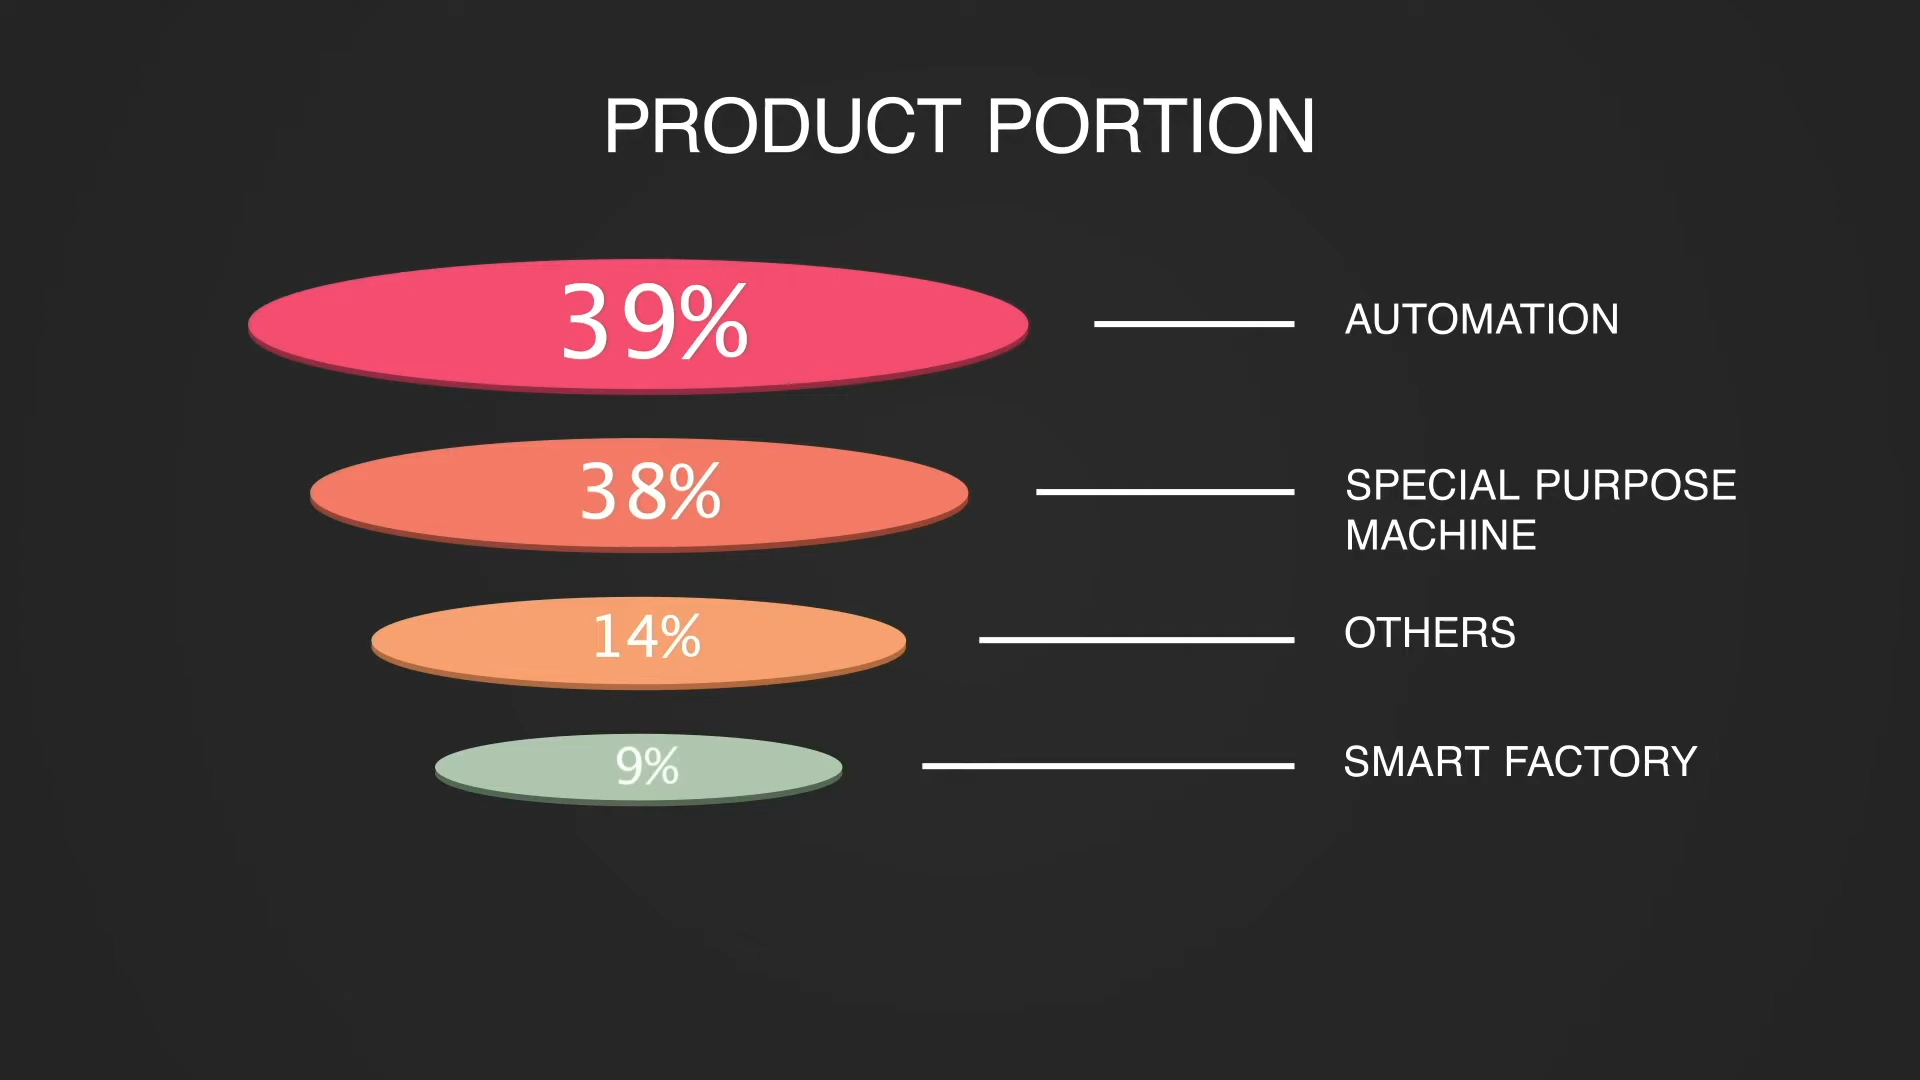 PRODUCT PORTION
39%
AUTOMATION
38%
SPECIAL PURPOSE
MACHINE
14%
OTHERS
9%
SMART FACTORY